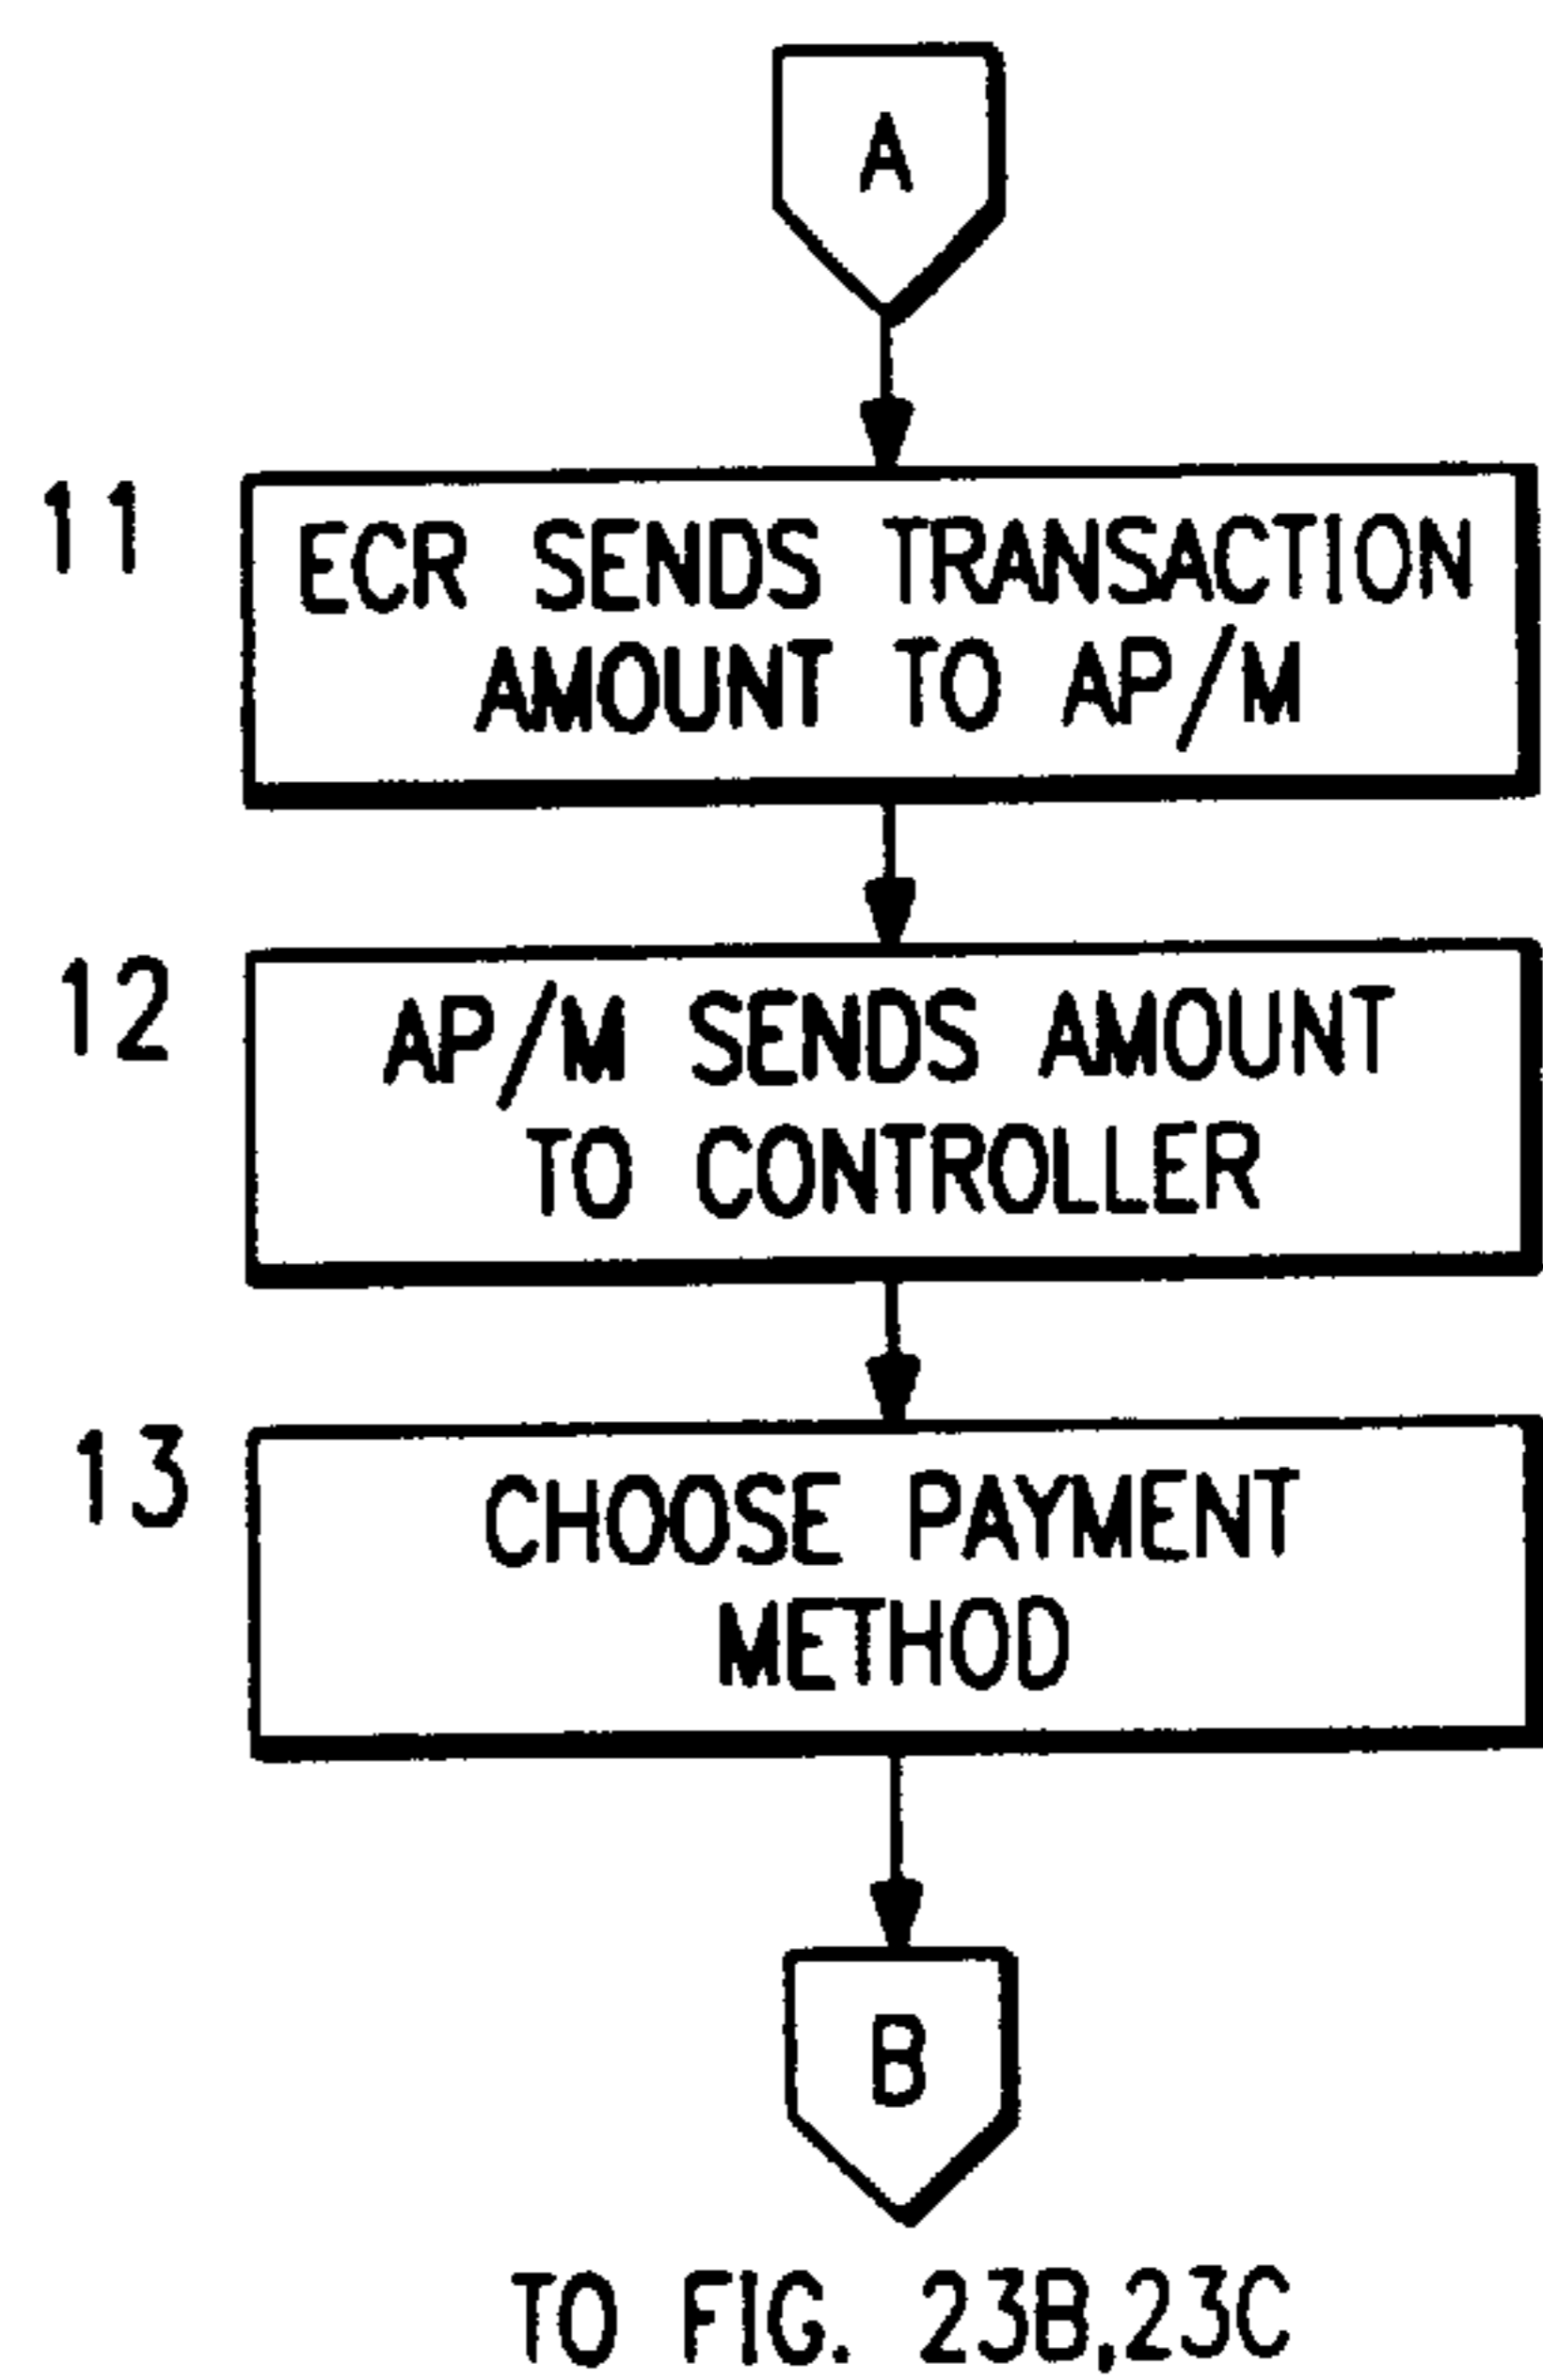 A
11
ECR SENDS TRANSACTION
AMOUNT TO AP/M
12
AP/M SENDS AMOUNT
TO CONTROLLER
13
CHOOSE PAYMENT
METHOD
B
TO FIG. 23B,23C